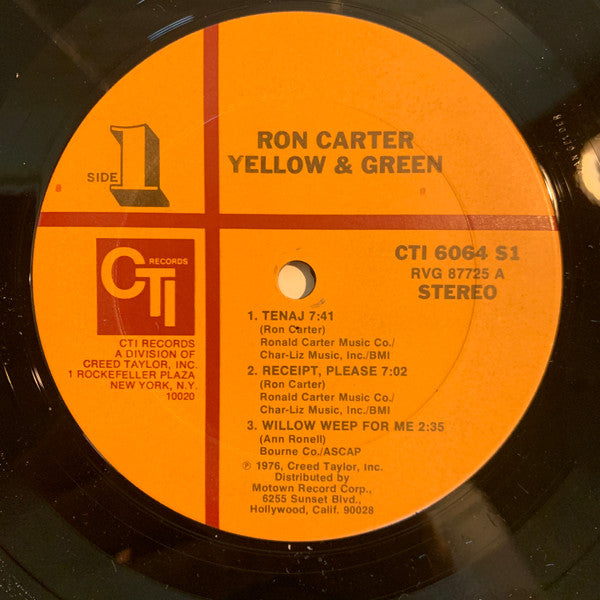 RON CARTER
YELLOW & GREEN
SIDE 1
8
CTI 6064 S1
RVG 87725 A
STEREO
CTI
RECORDS
CTI RECORDS
A DIVISION OF
CREED TAYLOR, INC
1 ROCKEFELLER PLAZA
NEW YORK, N.Y.
10020
1. TENAJ 7:41
(Ron Carter)
Ronald Carter Music Co./
Char-Liz Music, Inc./BMI
2. RECEIPT, PLEASE 7:02
(Ron Carter)
Ronald Carter Music Co./
Char-Liz Music, Inc./BMI
3. WILLOW WEEP FOR ME 2:35
(Ann Ronell)
Bourne Co./ASCAP
℗ 1976, Creed Taylor, Inc.
Distributed by
Motown Record Corp.,
6255 Sunset Blvd.,
Hollywood, Calif. 90028